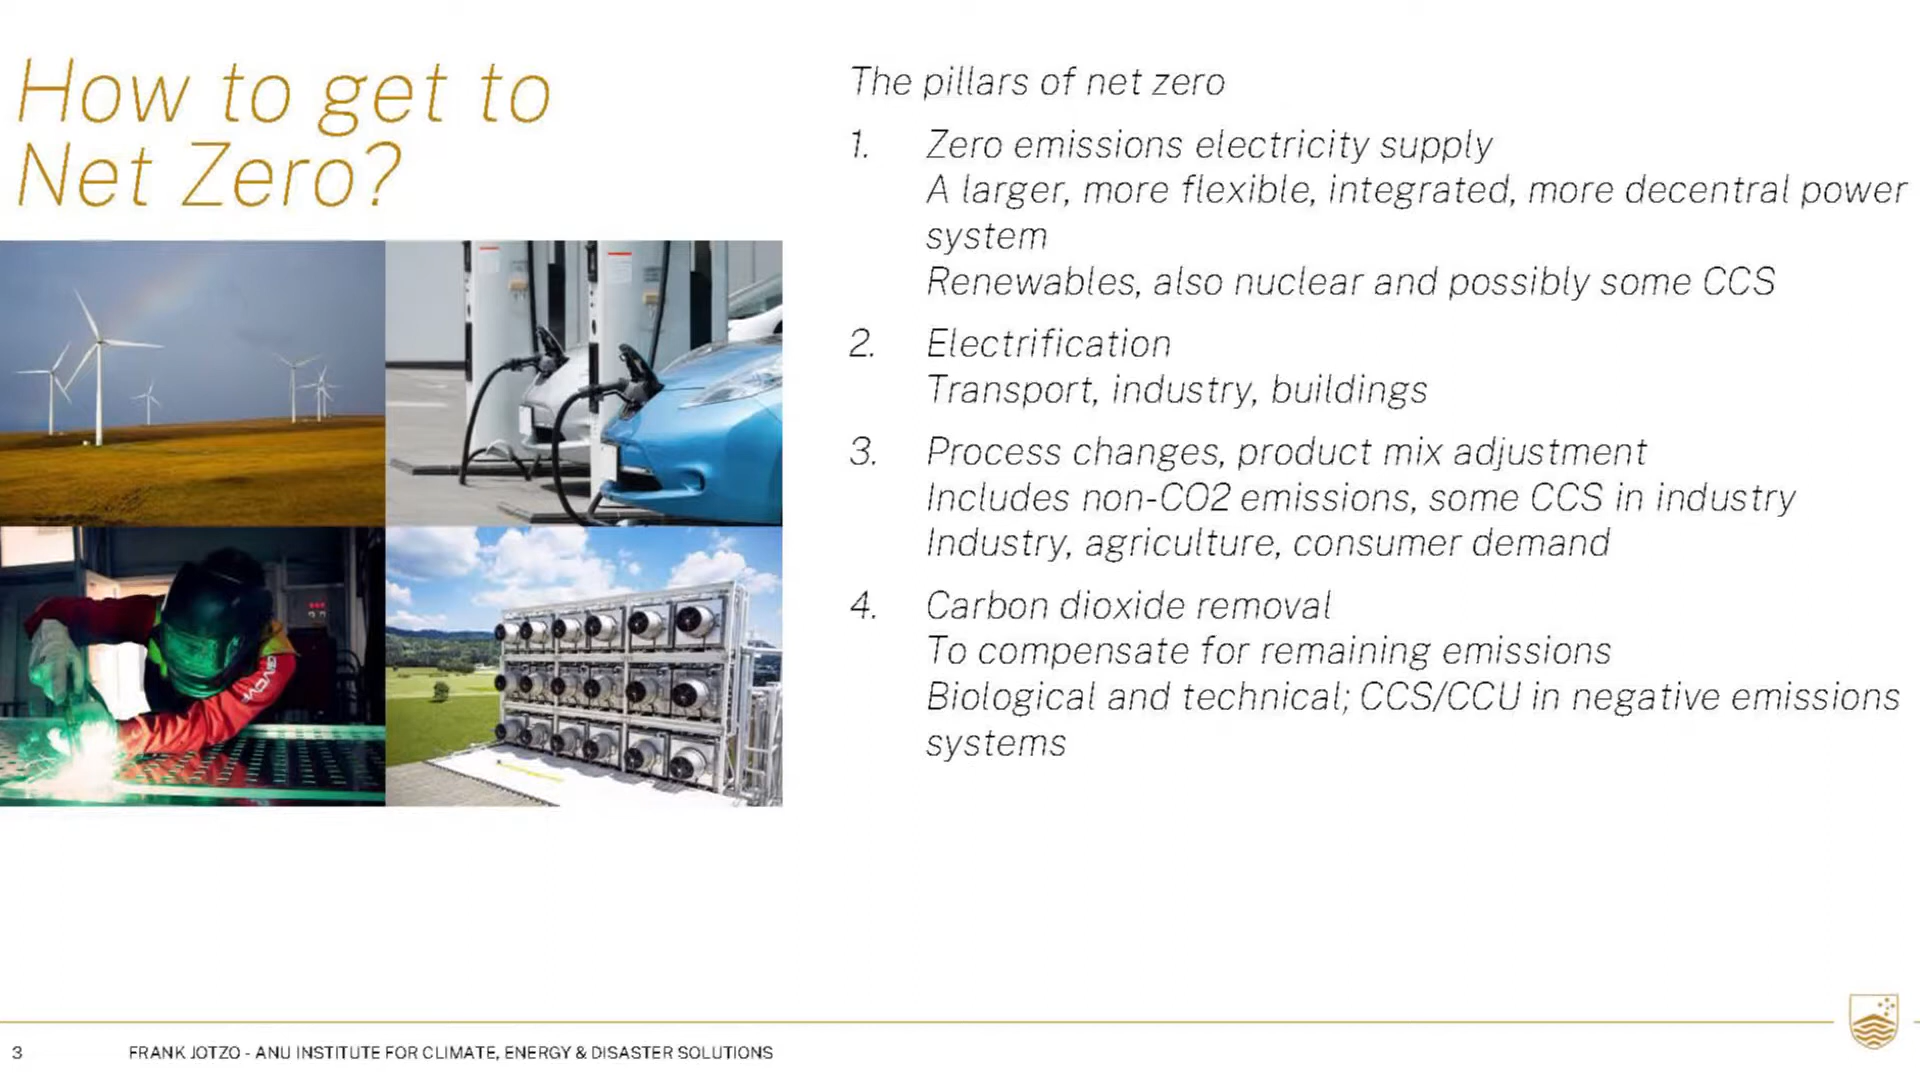 How to get to
Net Zero?
The pillars of net zero
1. Zero emissions electricity supply
A larger, more flexible, integrated, more decentral power
system
Renewables, also nuclear and possibly some CCS
2. Electrification
Transport, industry, buildings
3. Process changes, product mix adjustment
Includes non-CO2 emissions, some CCS in industry
Industry, agriculture, consumer demand
4. Carbon dioxide removal
To compensate for remaining emissions
Biological and technical; CCS/CCU in negative emissions
systems
3 FRANK JOTZO - ANU INSTITUTE FOR CLIMATE, ENERGY & DISASTER SOLUTIONS